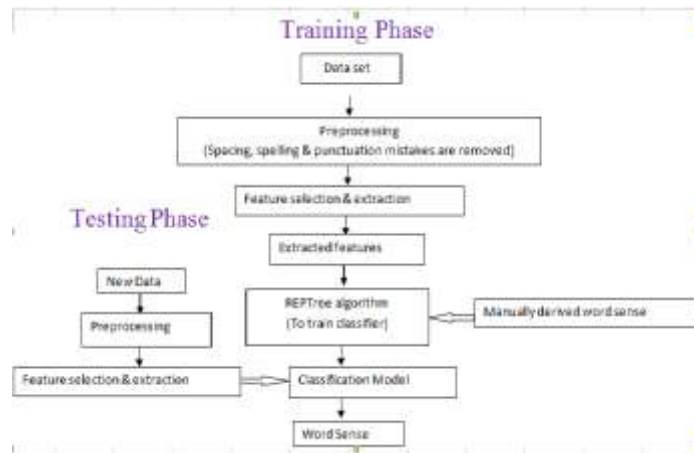 Training Phase
Data set
Preprocessing
(Spacing, spelling & punctuation mistakes are removed)
Feature selection & extraction
Testing Phase
Extracted features
New Data
REPTree algorithm
(To train classifier)
Manually derived word sense
Preprocessing
Feature selection & extraction
Classification Model
Word Sense